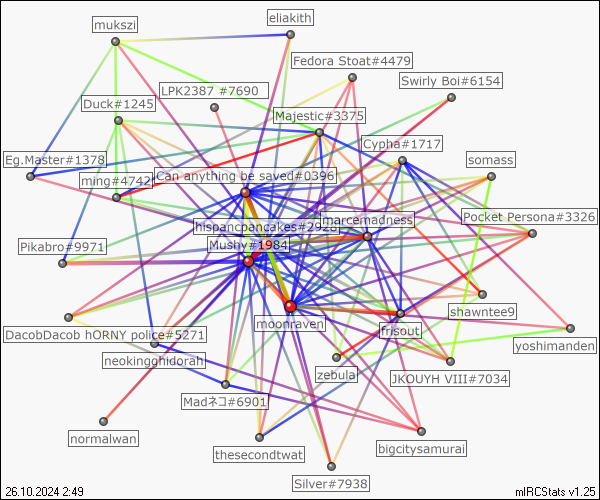 mukszi
eliakith
Fedora Stoat#4479
Swirly Boi#6154
LPK2387 #7690
Duck#1245
Majestic#3375
Cypha#1717
Eg.Master#1378
somass
ming#4742
Can anything be saved#0396
Pocket Persona#3326
marcemadness
hispancpancakes#2928
Mushy#1984
Pikabro#9971
shawntee9
moonraven
frisout
DacobDacob hORNY police#5271
yoshimanden
neokingghidorah
zebula
JKOUYH VIII#7034
Madネコ#6901
normalwan
thesecondtwat
bigcitysamurai
Silver#7938
26.10.2024 2:49
mIRCStats v1.25